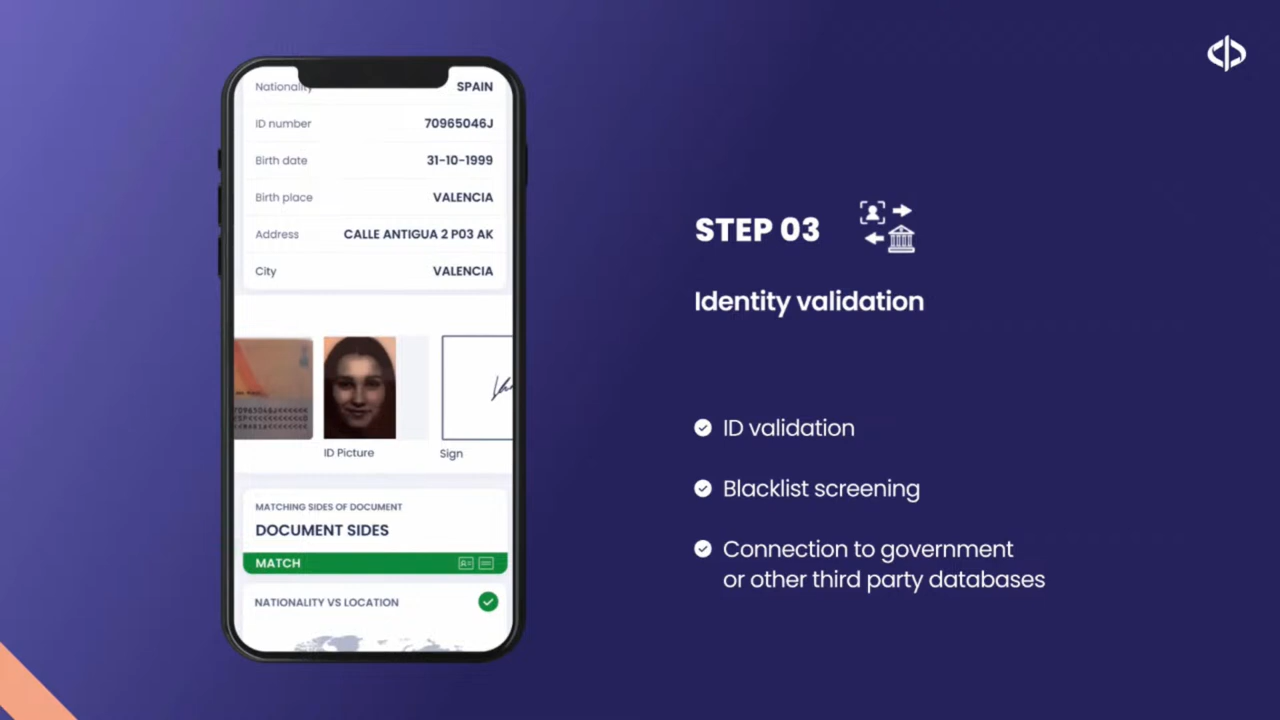 Nationality SPAIN
ID number 70965046J
Birth date 31-10-1999
Birth place VALENCIA
Address CALLE ANTIGUA 2 P03 AK
City VALENCIA
ID Picture
Sign
MATCHING SIDES OF DOCUMENT
DOCUMENT SIDES
MATCH
NATIONALITY VS LOCATION
STEP 03
Identity validation
ID validation
Blacklist screening
Connection to government
or other third party databases